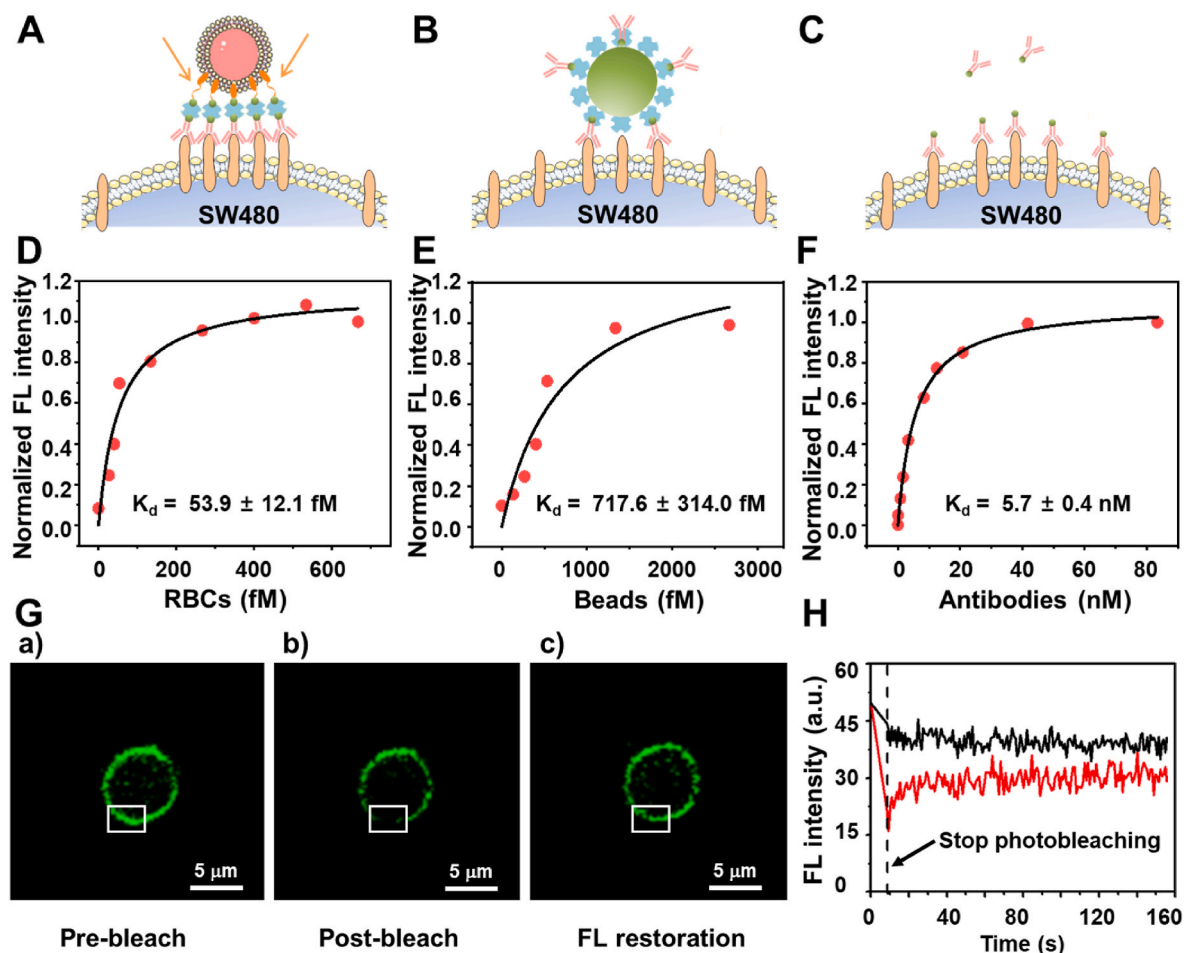 A
B
C
SW480
SW480
SW480
D
E
F
Normalized FL intensity
1.2
1.0
0.8
0.6
0.4
0.2
0.0
K_d = 53.9 ± 12.1 fM
0 200 400 600
RBCs (fM)
Normalized FL intensity
1.2
1.0
0.8
0.6
0.4
0.2
0.0
K_d = 717.6 ± 314.0 fM
0 1000 2000 3000
Beads (fM)
Normalized FL intensity
1.2
1.0
0.8
0.6
0.4
0.2
0.0
K_d = 5.7 ± 0.4 nM
0 20 40 60 80
Antibodies (nM)
G
a)
b)
c)
5 μm
5 μm
5 μm
Pre-bleach
Post-bleach
FL restoration
H
FL intensity (a.u.)
60
45
30
15
0
Stop photobleaching
0 40 80 120 160
Time (s)